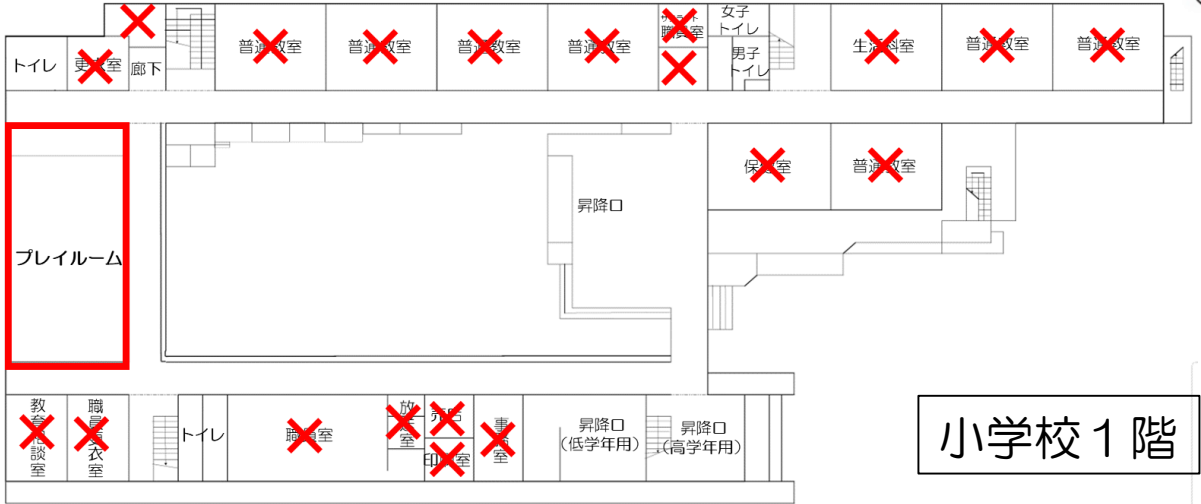 トイレ
更衣室
廊下
普通教室
普通教室
普通教室
普通教室
職員室
女子
トイレ
男子
トイレ
生活科室
普通教室
普通教室
保健室
普通教室
昇降口
プレイルーム
教育相談室
職員更衣室
トイレ
職員室
放送室
売店
印刷室
事務室
昇降口
(低学年用)
昇降口
(高学年用)
小学校1階